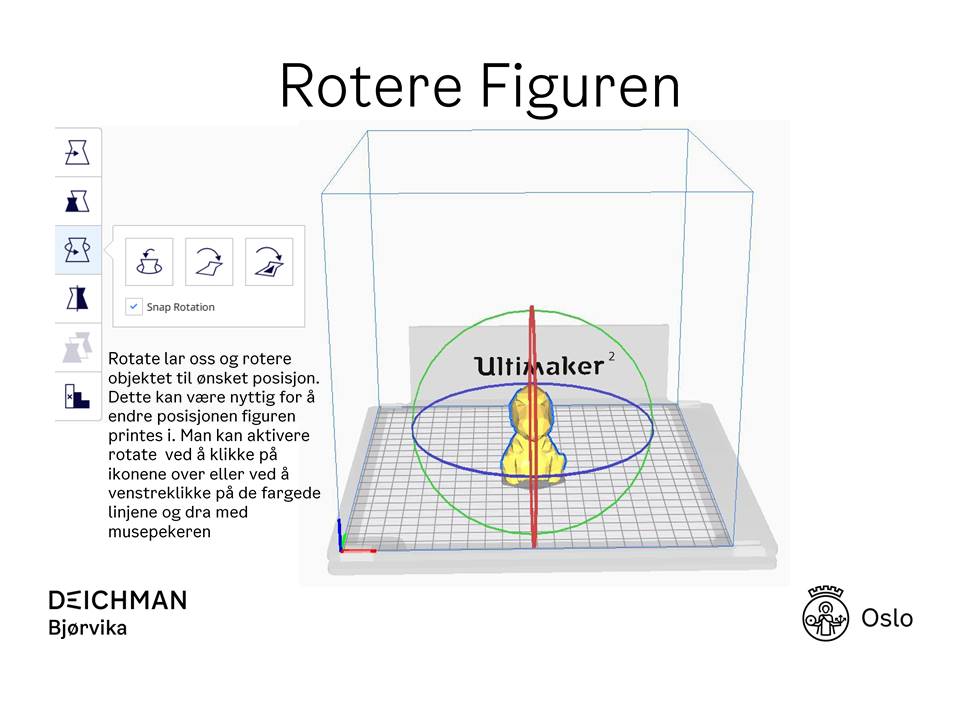 Rotere Figuren
Snap Rotation
Rotate lar oss og rotere
objektet til ønsket posisjon.
Dette kan være nyttig for å
endre posisjonen figuren
printes i. Man kan aktivere
rotate  ved å klikke på
ikonene over eller ved å
venstreklikke på de fargede
linjene og dra med
musepekeren
Ultimaker²
DEICHMAN
Bjørvika
Oslo